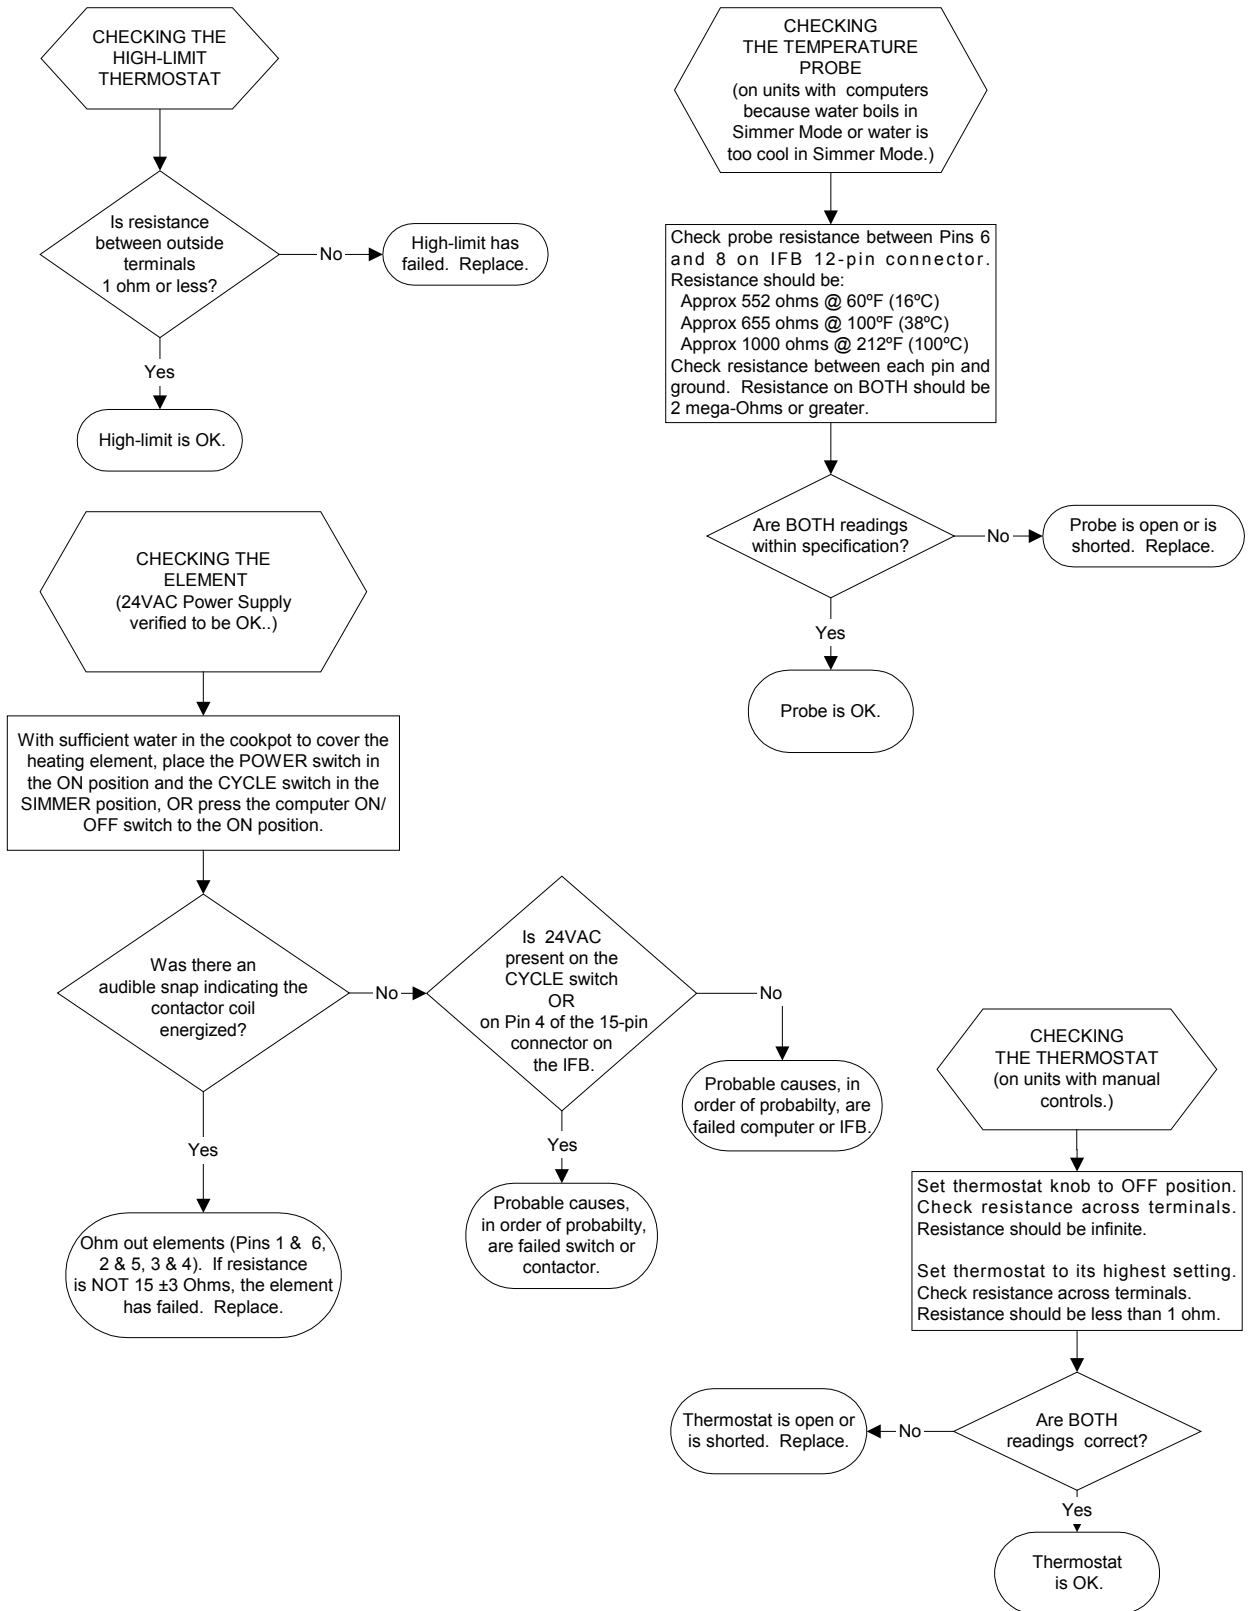 CHECKING THE
HIGH-LIMIT
THERMOSTAT
Is resistance
between outside
terminals
1 ohm or less?
No
High-limit has
failed.  Replace.
Yes
High-limit is OK.
CHECKING
THE TEMPERATURE
PROBE
(on units with  computers
because water boils in
Simmer Mode or water is
too cool in Simmer Mode.)
Check probe resistance between Pins 6
and 8 on IFB 12-pin connector.
Resistance should be:
Approx 552 ohms @ 60ºF (16ºC)
Approx 655 ohms @ 100ºF (38ºC)
Approx 1000 ohms @ 212ºF (100ºC)
Check resistance between each pin and
ground.  Resistance on BOTH should be
2 mega-Ohms or greater.
Are BOTH readings
within specification?
No
Probe is open or is
shorted.  Replace.
Yes
Probe is OK.
CHECKING THE
ELEMENT
(24VAC Power Supply
verified to be OK..)
With sufficient water in the cookpot to cover the
heating element, place the POWER switch in
the ON position and the CYCLE switch in the
SIMMER position, OR press the computer ON/
OFF switch to the ON position.
Was there an
audible snap indicating the
contactor coil
energized?
No
Is  24VAC
present on the
CYCLE switch
OR
on Pin 4 of the 15-pin
connector on
the IFB.
No
Probable causes, in
order of probabilty, are
failed computer or IFB.
Yes
Probable causes,
in order of probabilty,
are failed switch or
contactor.
Yes
Ohm out elements (Pins 1 &  6,
2 & 5, 3 & 4).  If resistance
is NOT 15 ±3 Ohms, the element
has failed.  Replace.
CHECKING
THE THERMOSTAT
(on units with manual
controls.)
Set thermostat knob to OFF position.
Check resistance across terminals.
Resistance should be infinite.
Set thermostat to its highest setting.
Check resistance across terminals.
Resistance should be less than 1 ohm.
Are BOTH
readings  correct?
No
Thermostat is open or
is shorted.  Replace.
Yes
Thermostat
is OK.